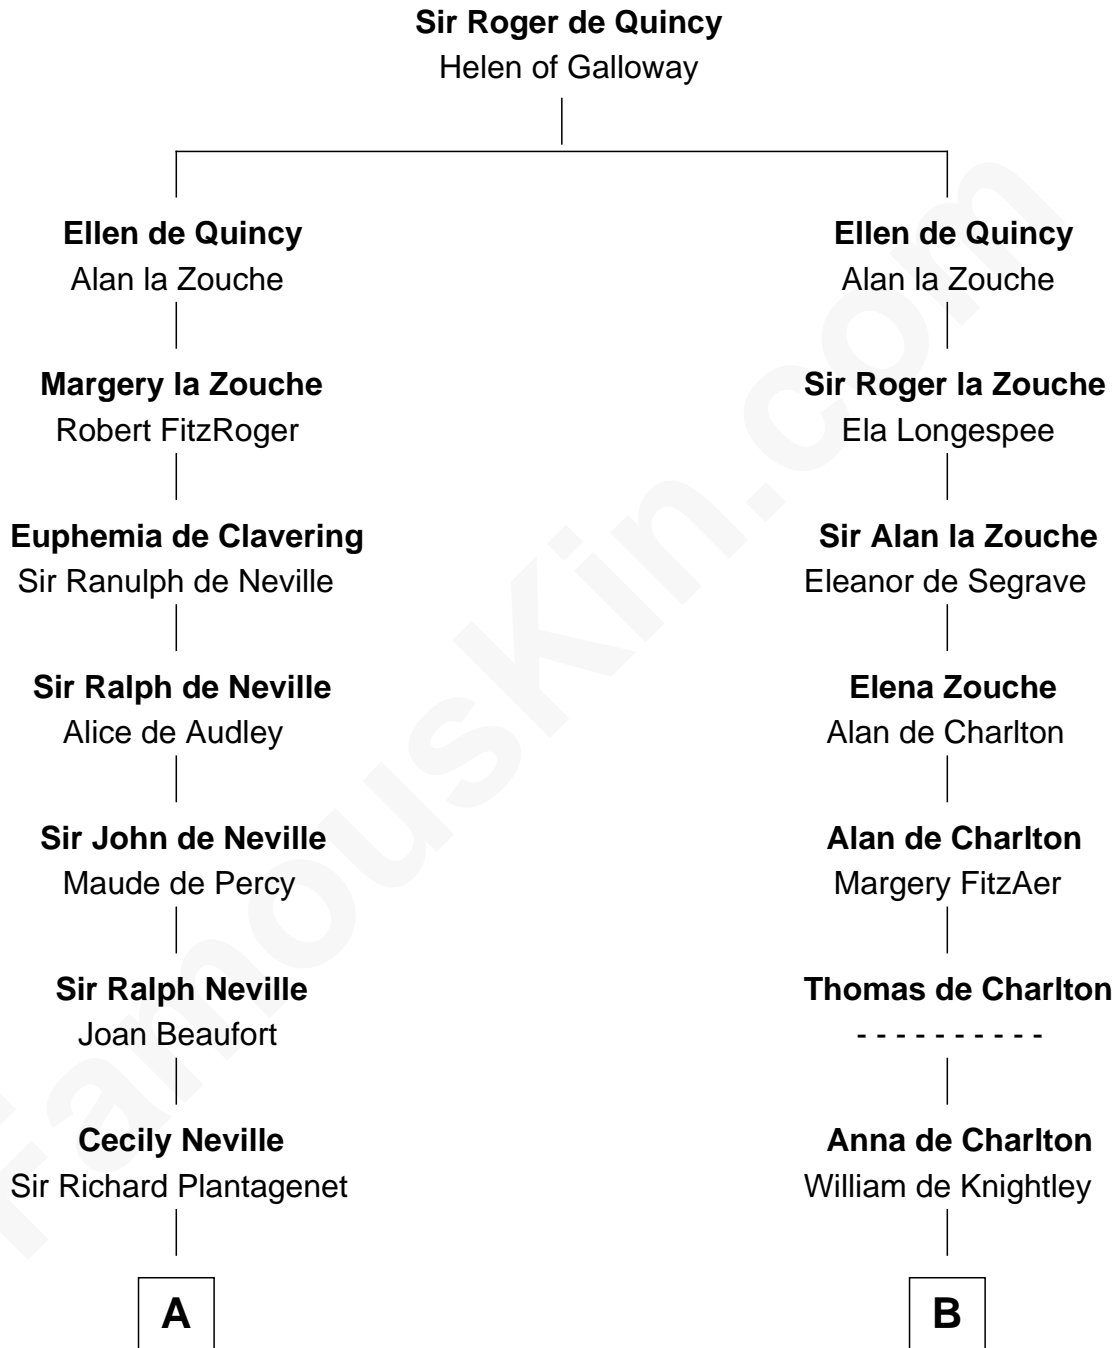 Sir Roger de Quincy
Helen of Galloway
Ellen de Quincy
Alan la Zouche
Ellen de Quincy
Alan la Zouche
Margery la Zouche
Robert FitzRoger
Sir Roger la Zouche
Ela Longespee
Euphemia de Clavering
Sir Ranulph de Neville
Sir Alan la Zouche
Eleanor de Segrave
Sir Ralph de Neville
Alice de Audley
Elena Zouche
Alan de Charlton
Sir John de Neville
Maude de Percy
Alan de Charlton
Margery FitzAer
Sir Ralph Neville
Joan Beaufort
Thomas de Charlton
- - - - - - - - - -
Cecily Neville
Sir Richard Plantagenet
Anna de Charlton
William de Knightley
A
B
FamousKin.com